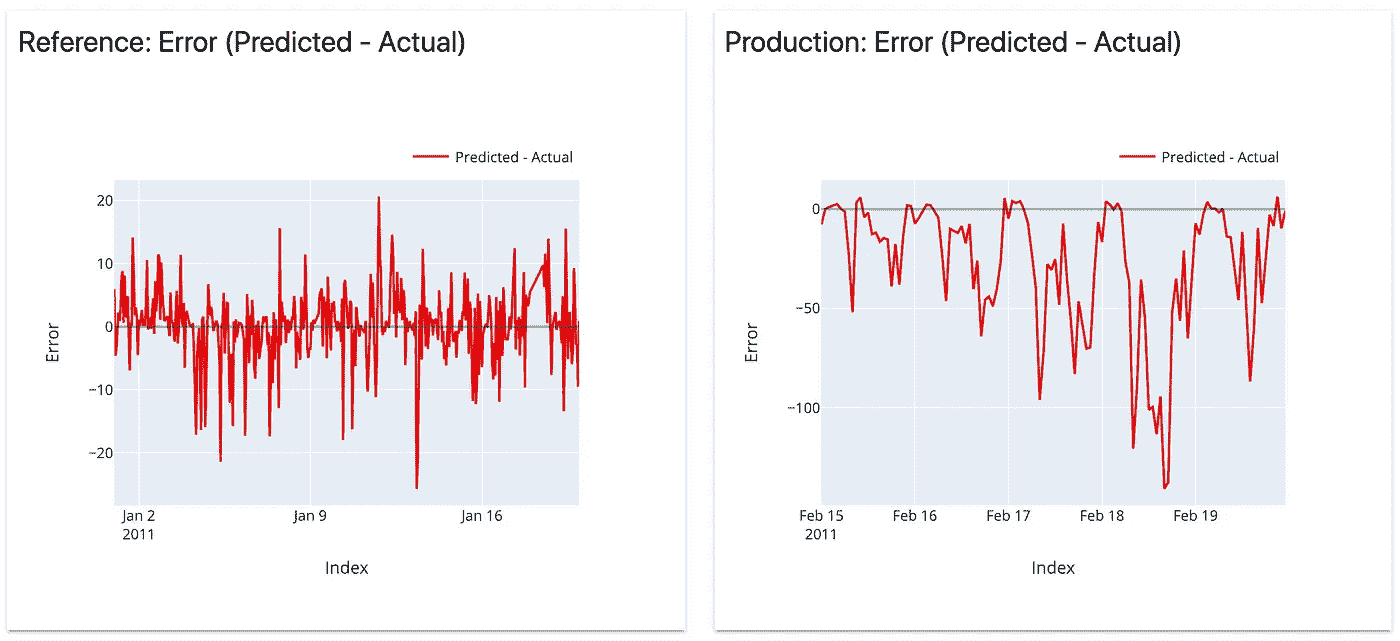 Reference: Error (Predicted - Actual)
Predicted - Actual
20
10
0
−10
−20
Error
Jan 2
2011
Jan 9
Jan 16
Index
Production: Error (Predicted - Actual)
Predicted - Actual
0
−50
−100
Error
Feb 15
2011
Feb 16
Feb 17
Feb 18
Feb 19
Index